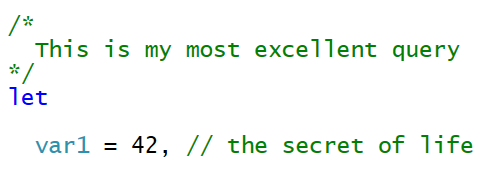 /*
  This is my most excellent query
*/
let
  var1 = 42, // the secret of life